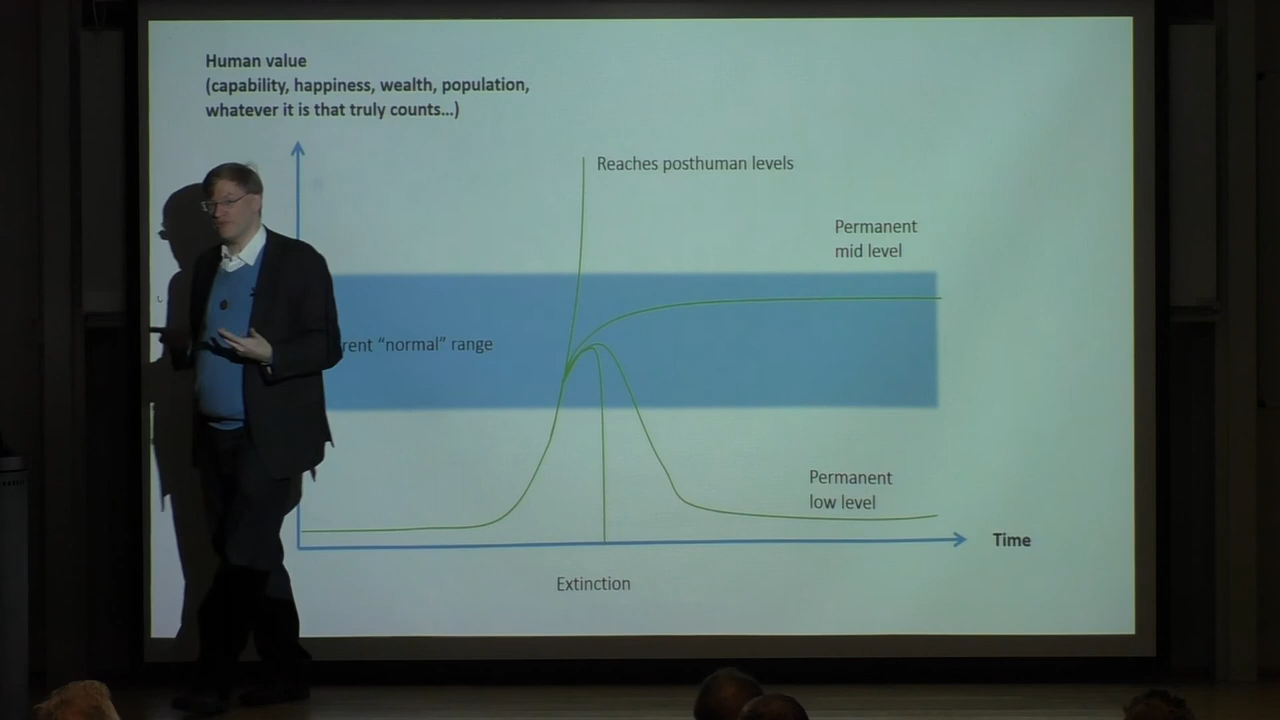 Human value
(capability, happiness, wealth, population,
whatever it is that truly counts...)
Reaches posthuman levels
Permanent
mid level
"normal" range
Permanent
low level
Time
Extinction